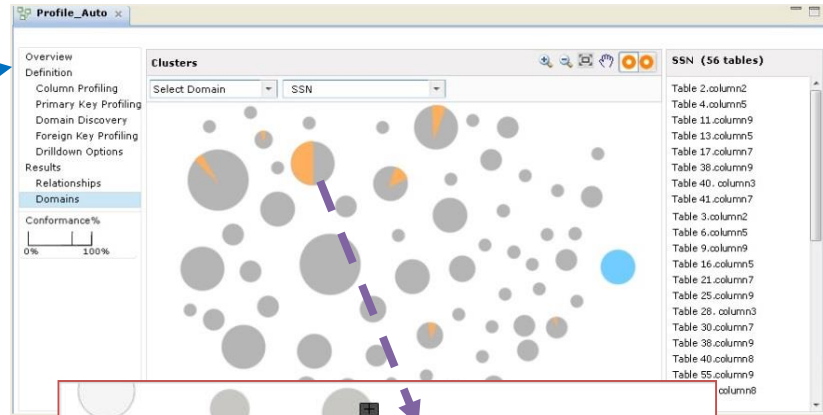 Profile_Auto
Overview
Definition
Column Profiling
Primary Key Profiling
Domain Discovery
Foreign Key Profiling
Drilldown Options
Results
Relationships
Domains
Conformance%
0% 100%
Clusters
Select Domain SSN
SSN (56 tables)
Table 2.column2
Table 4.column5
Table 11.column9
Table 13.column5
Table 17.column7
Table 38.column9
Table 40. column3
Table 41.column7
Table 3.column2
Table 6.column5
Table 9.column9
Table 16.column5
Table 21.column7
Table 25.column9
Table 28. column3
Table 30.column7
Table 38.column9
Table 40.column8
Table 55.column9
column8